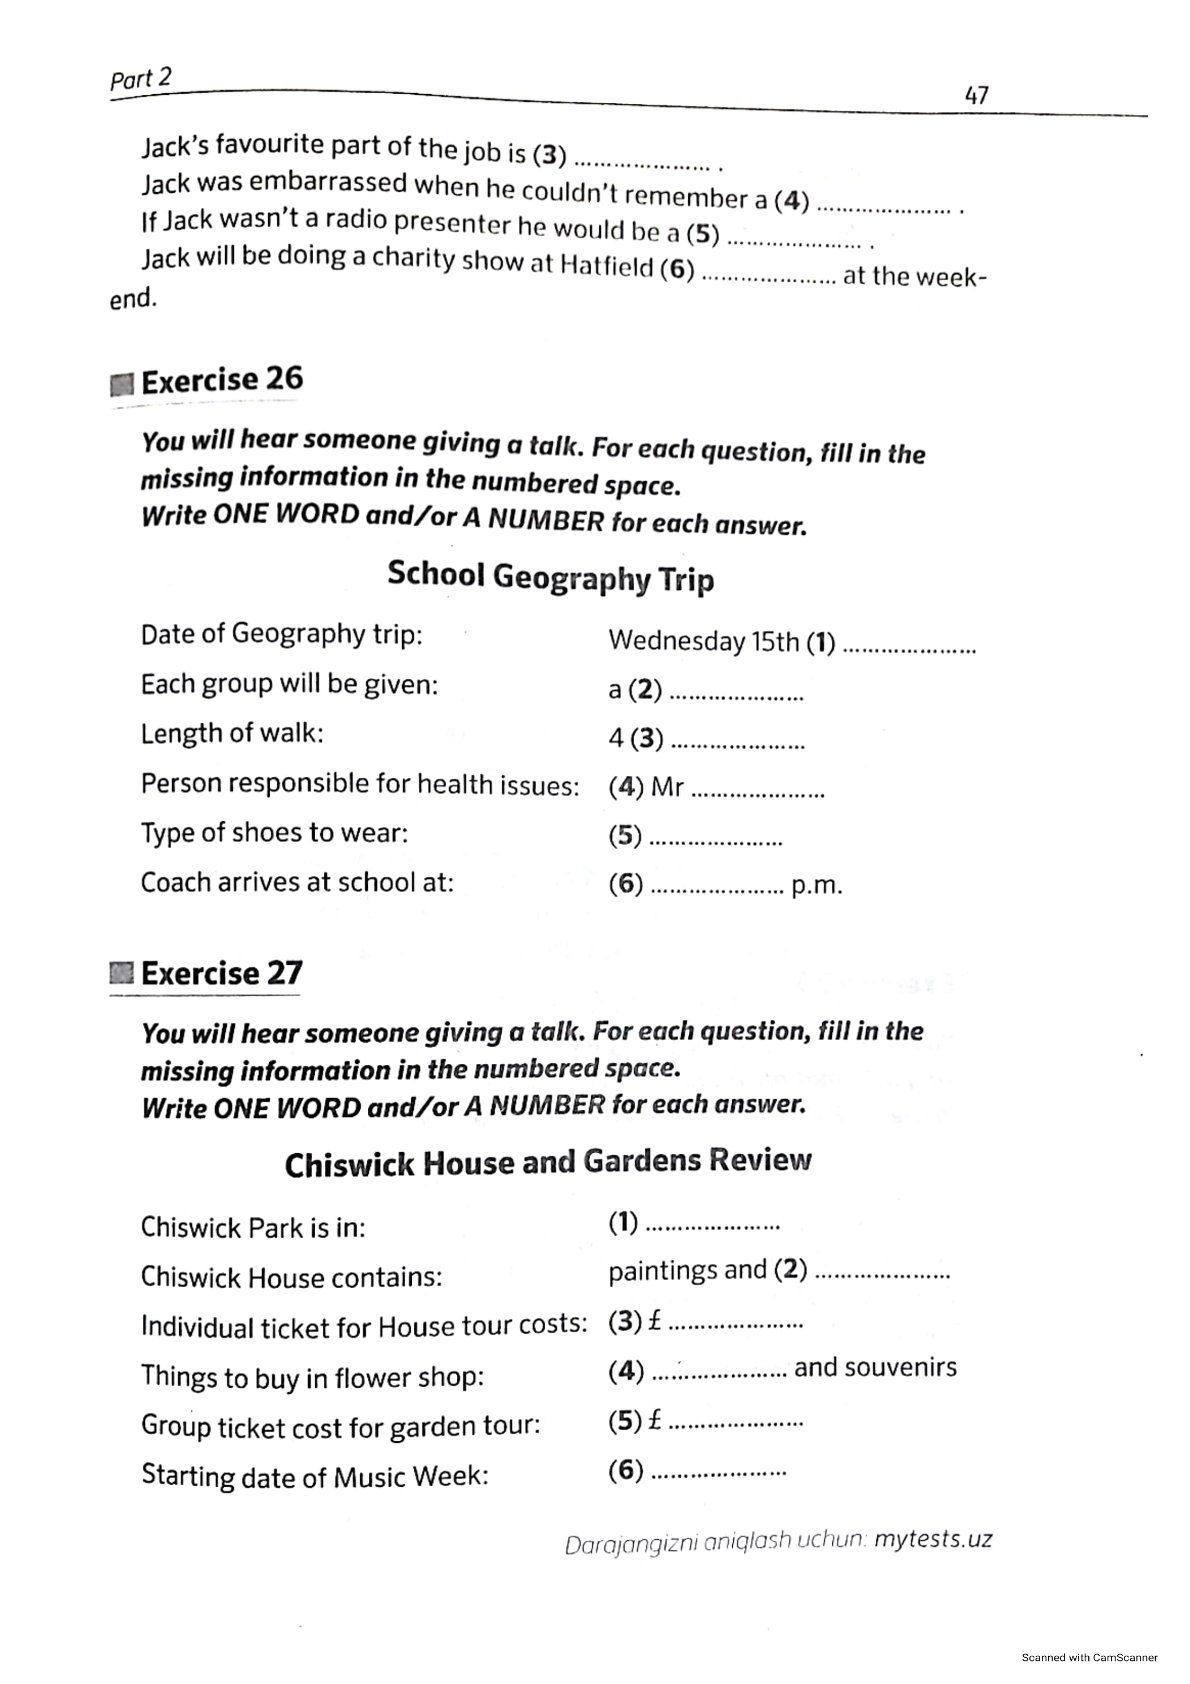 Part 2
47
Jack's favourite part of the job is (3) ..................... .
Jack was embarrassed when he couldn't remember a (4) ..................... .
If Jack wasn't a radio presenter he would be a (5) ..................... .
Jack will be doing a charity show at Hatfield (6) ..................... at the week-
end.
Exercise 26
You will hear someone giving a talk. For each question, fill in the
missing information in the numbered space.
Write ONE WORD and/or A NUMBER for each answer.
School Geography Trip
Date of Geography trip: Wednesday 15th (1) .....................
Each group will be given: a (2) .....................
Length of walk: 4 (3) .....................
Person responsible for health issues: (4) Mr .....................
Type of shoes to wear: (5) .....................
Coach arrives at school at: (6) ..................... p.m.
Exercise 27
You will hear someone giving a talk. For each question, fill in the
missing information in the numbered space.
Write ONE WORD and/or A NUMBER for each answer.
Chiswick House and Gardens Review
Chiswick Park is in: (1) .....................
Chiswick House contains: paintings and (2) .....................
Individual ticket for House tour costs: (3) £ .....................
Things to buy in flower shop: (4) ..................... and souvenirs
Group ticket cost for garden tour: (5) £ .....................
Starting date of Music Week: (6) .....................
Darajangizni aniqlash uchun: mytests.uz
Scanned with CamScanner